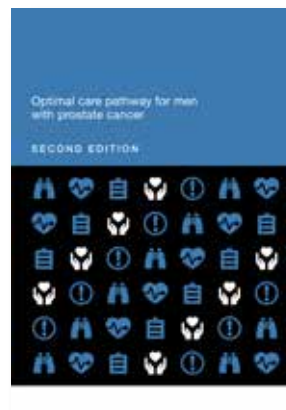 Optimal care pathway for men
with prostate cancer
SECOND EDITION